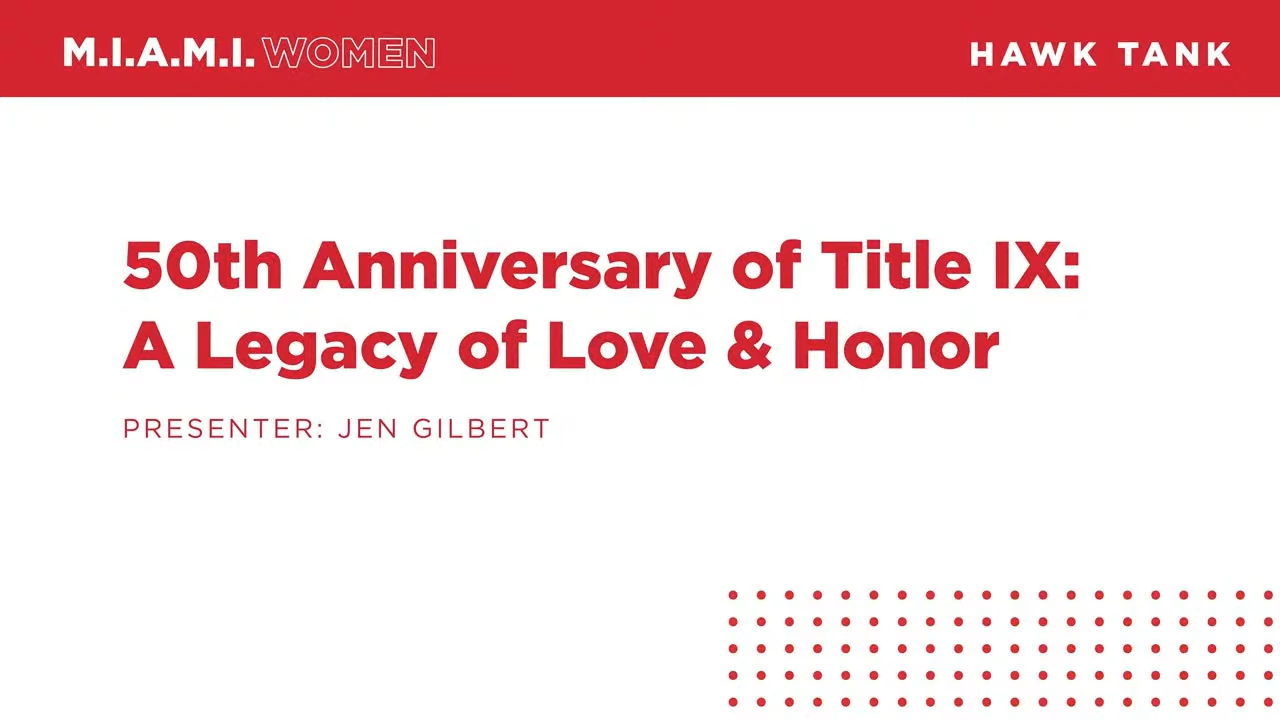 M.I.A.M.I. WOMEN
HAWK TANK
50th Anniversary of Title IX:
A Legacy of Love & Honor
PRESENTER: JEN GILBERT